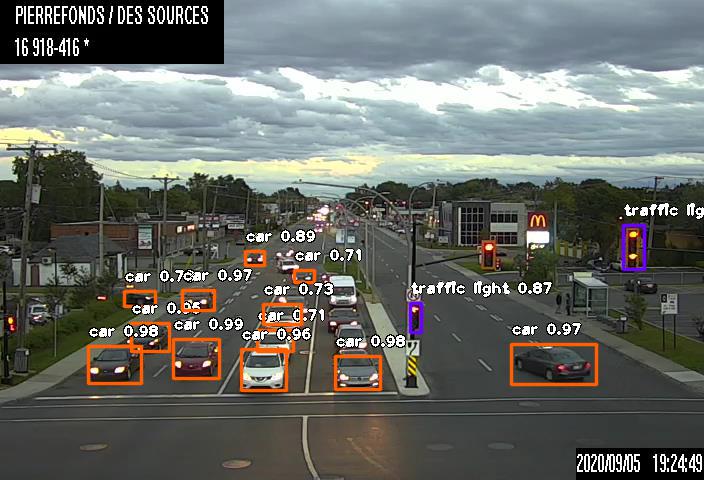 PIERREFONDS / DES SOURCES
16 918-416 *
traffic lig
car 0.89
car 0.71
car 0.97
car 0.73
traffic light 0.87
car 0.71
car 0.98
car 0.99
car 0.96
car 0.98
car 0.97
2020/09/05 19:24:49